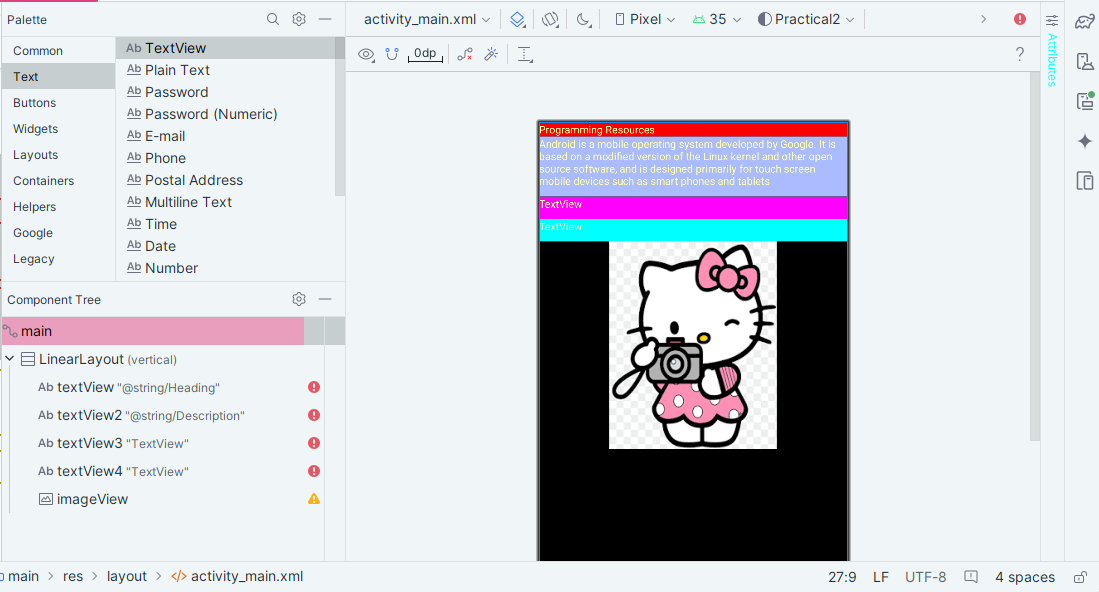 Palette
Common
Text
Buttons
Widgets
Layouts
Containers
Helpers
Google
Legacy
Ab TextView
Ab Plain Text
Ab Password
Ab Password (Numeric)
Ab E-mail
Ab Phone
Ab Postal Address
Ab Multiline Text
Ab Time
Ab Date
Ab Number
Component Tree
main
LinearLayout (vertical)
Ab textView "@string/Heading"
Ab textView2 "@string/Description"
Ab textView3 "TextView"
Ab textView4 "TextView"
imageView
activity_main.xml
Pixel
35
Practical2
0dp
?
Attributes
Programming Resources
Android is a mobile operating system developed by Google. It is
based on a modified version of the Linux kernel and other open
source software, and is designed primarily for touch screen
mobile devices such as smart phones and tablets
TextView
TextView
main > res > layout > </> activity_main.xml
27:9 LF UTF-8 4 spaces